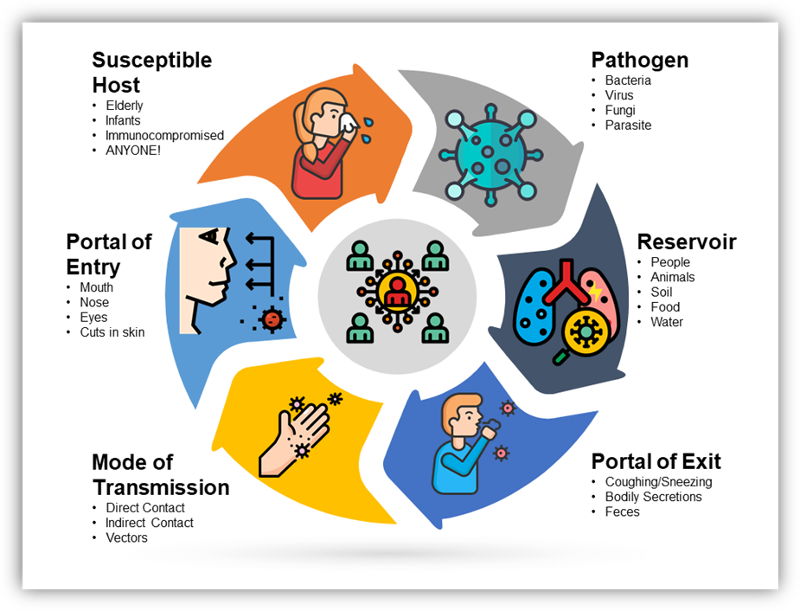 Susceptible
Host
• Elderly
• Infants
• Immunocompromised
• ANYONE!
Pathogen
• Bacteria
• Virus
• Fungi
• Parasite
Portal of
Entry
• Mouth
• Nose
• Eyes
• Cuts in skin
Reservoir
• People
• Animals
• Soil
• Food
• Water
Mode of
Transmission
• Direct Contact
• Indirect Contact
• Vectors
Portal of Exit
• Coughing/Sneezing
• Bodily Secretions
• Feces